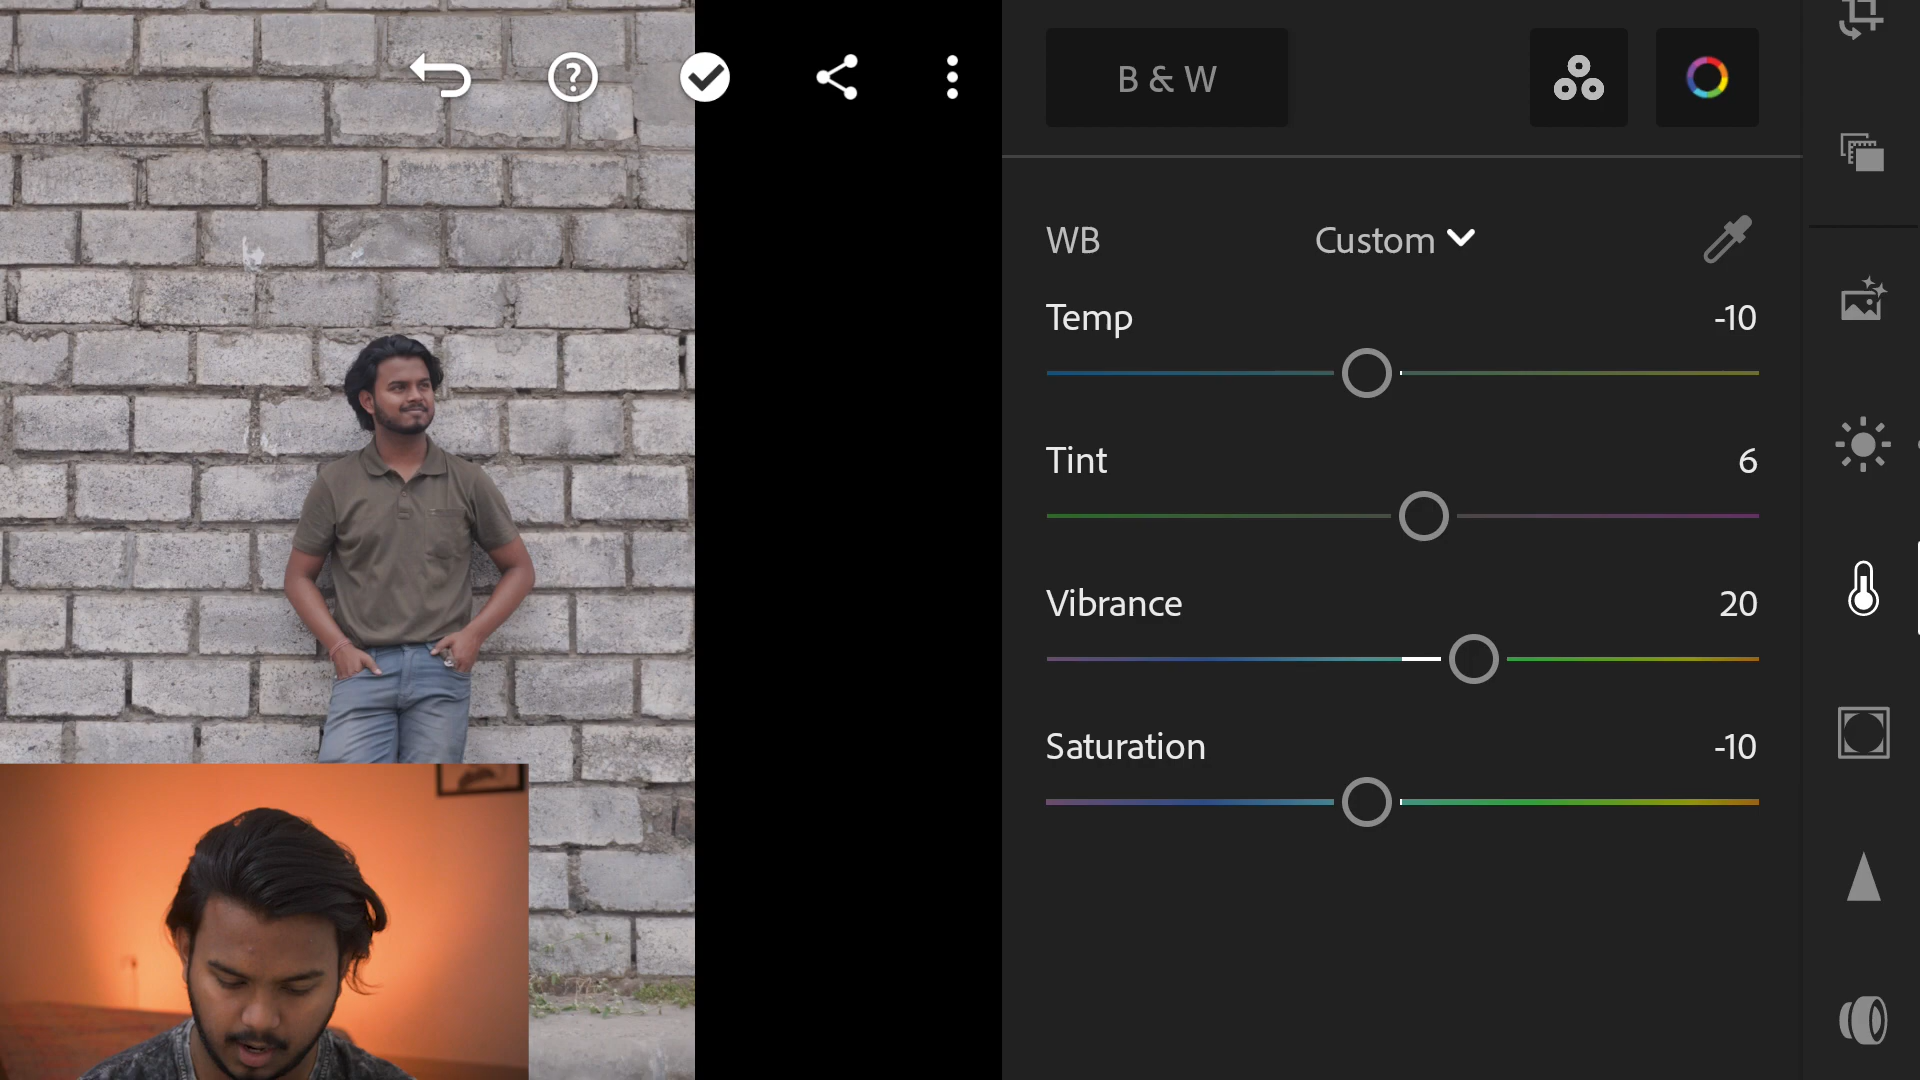 B & W
WB Custom
Temp -10
Tint 6
Vibrance 20
Saturation -10